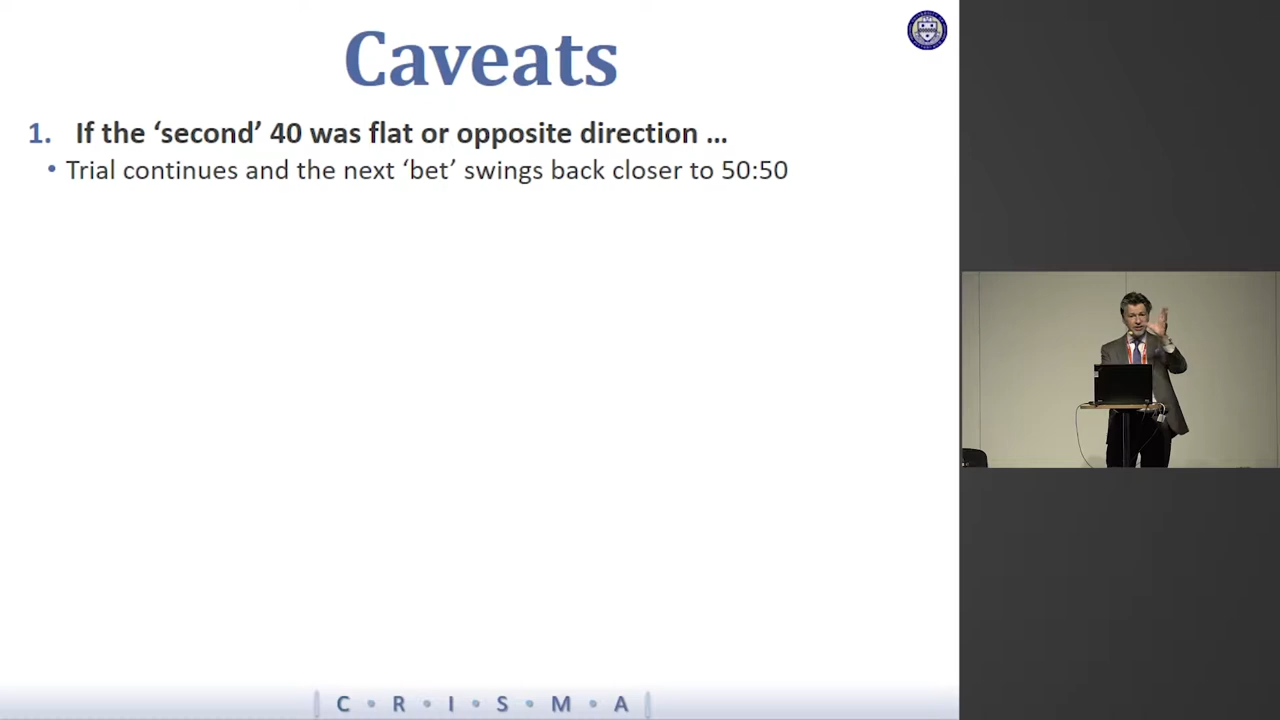 Caveats
1. If the ‘second’ 40 was flat or opposite direction …
• Trial continues and the next ‘bet’ swings back closer to 50:50
C • R • I • S • M • A